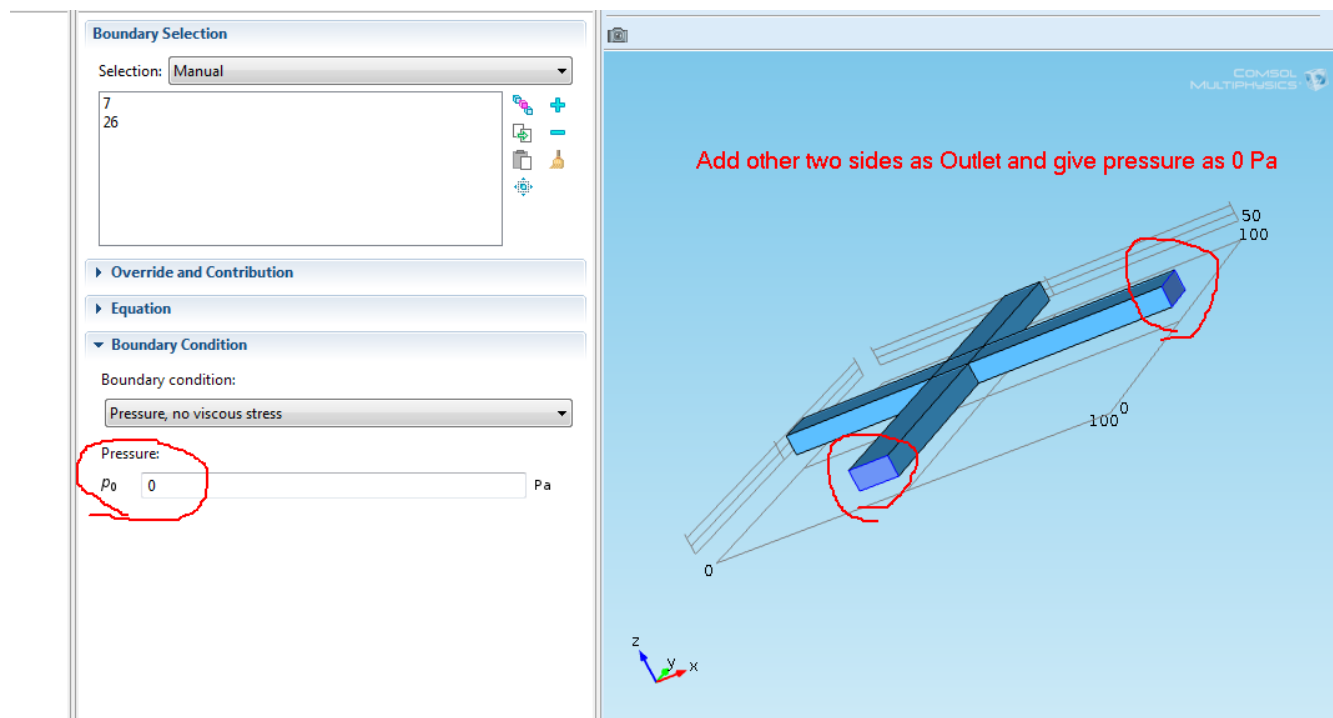 Boundary Selection
Selection: Manual
7
26
Override and Contribution
Equation
Boundary Condition
Boundary condition:
Pressure, no viscous stress
Pressure:
p0 0 Pa
COMSOL
MULTIPHYSICS
Add other two sides as Outlet and give pressure as 0 Pa
50
100
0
100
0
z
y
x